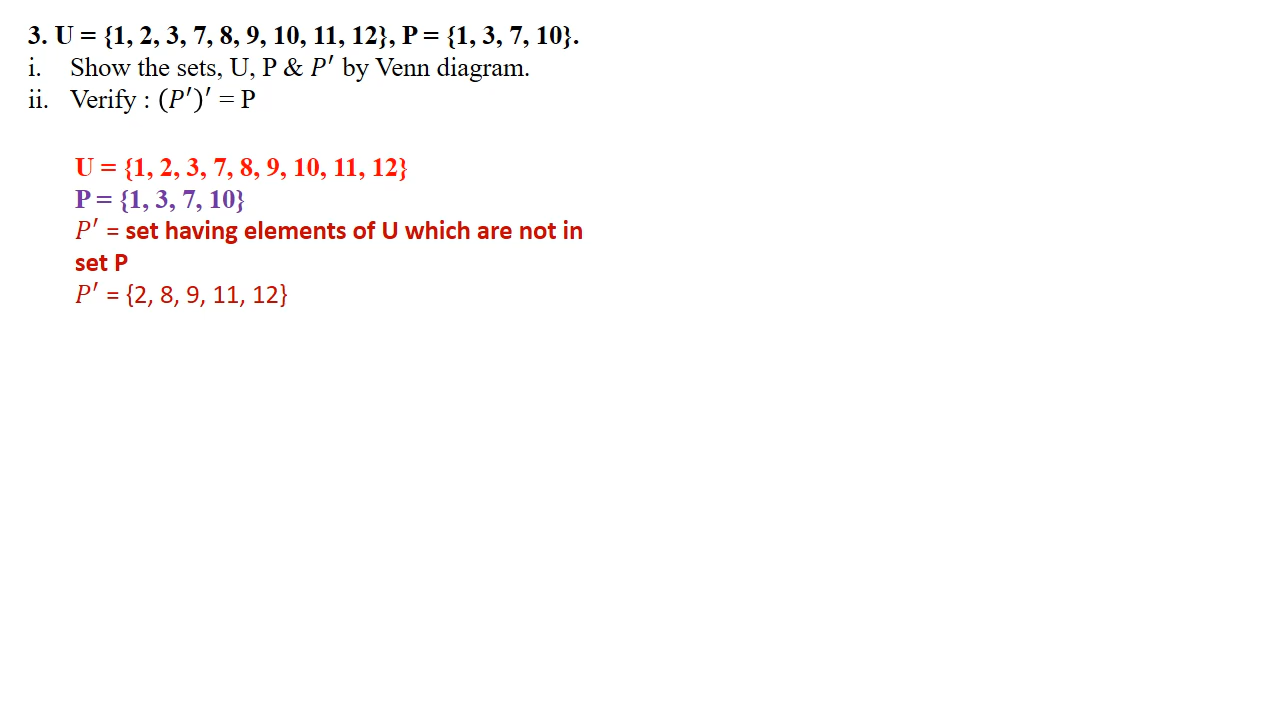 3. U = {1, 2, 3, 7, 8, 9, 10, 11, 12}, P = {1, 3, 7, 10}.
i. Show the sets, U, P & P′ by Venn diagram.
ii. Verify : (P′)′ = P
U = {1, 2, 3, 7, 8, 9, 10, 11, 12}
P = {1, 3, 7, 10}
P′ = set having elements of U which are not in
set P
P′ = {2, 8, 9, 11, 12}